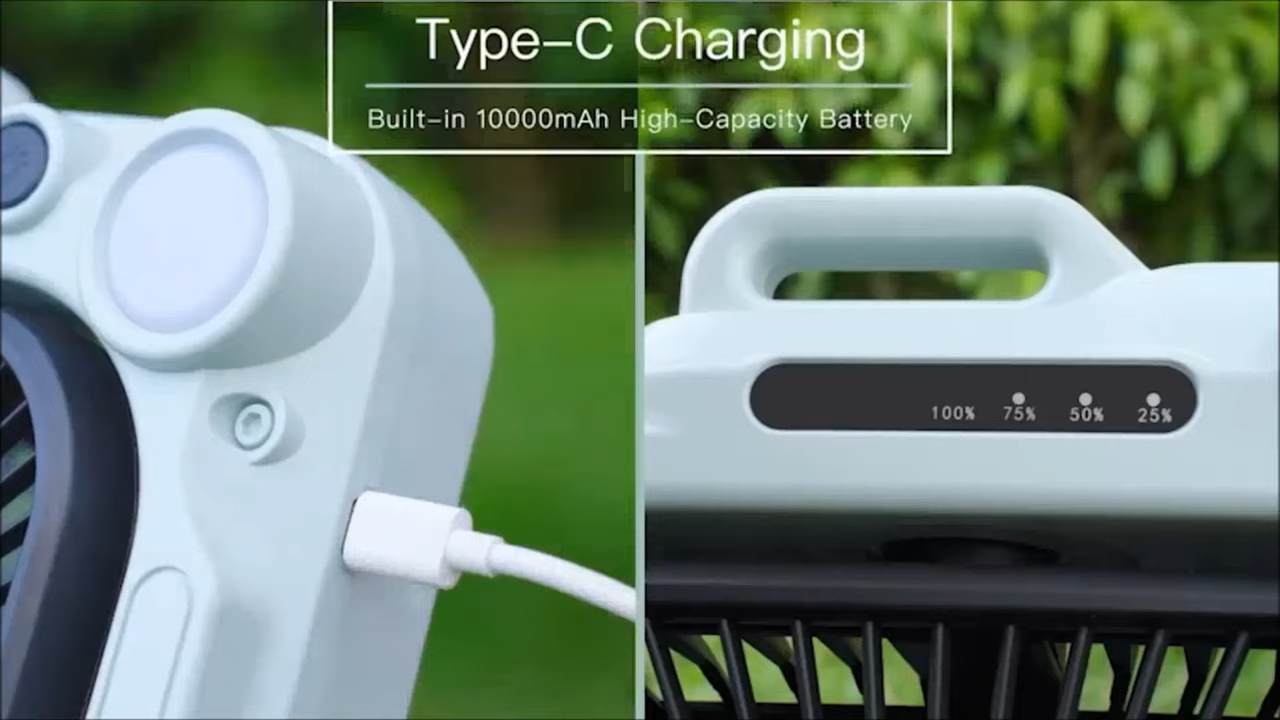 Type-C Charging
Built-in 10000mAh High-Capacity Battery
100% 75% 50% 25%